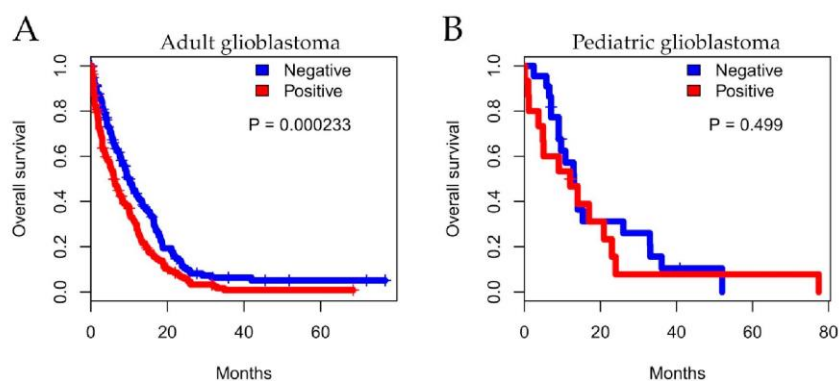 A
Adult glioblastoma
Negative
Positive
P = 0.000233
Overall survival
1.0
0.8
0.6
0.4
0.2
0.0
0 20 40 60
Months
B
Pediatric glioblastoma
Negative
Positive
P = 0.499
Overall survival
1.0
0.8
0.6
0.4
0.2
0.0
0 20 40 60 80
Months